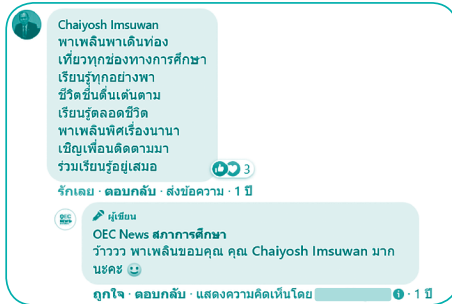 Chaiyosh Imsuwan
พาเพลินพาเดินท่อง
เที่ยวทุกช่องทางการศึกษา
เรียนรู้ทุกอย่างพา
ชีวิตชื่นตื่นเต้นตาม
เรียนรู้ตลอดชีวิต
พาเพลินพิศเรื่องนานา
เชิญเพื่อนติดตามมา
ร่วมเรียนรู้อยู่เสมอ
3
รักเลย · ตอบกลับ · ส่งข้อความ · 1 ปี
OEC News
ผู้เขียน
OEC News สภาการศึกษา
ว้าววว พาเพลินขอบคุณ คุณ Chaiyosh Imsuwan มาก
นะคะ
ถูกใจ · ตอบกลับ · แสดงความคิดเห็นโดย · 1 ปี